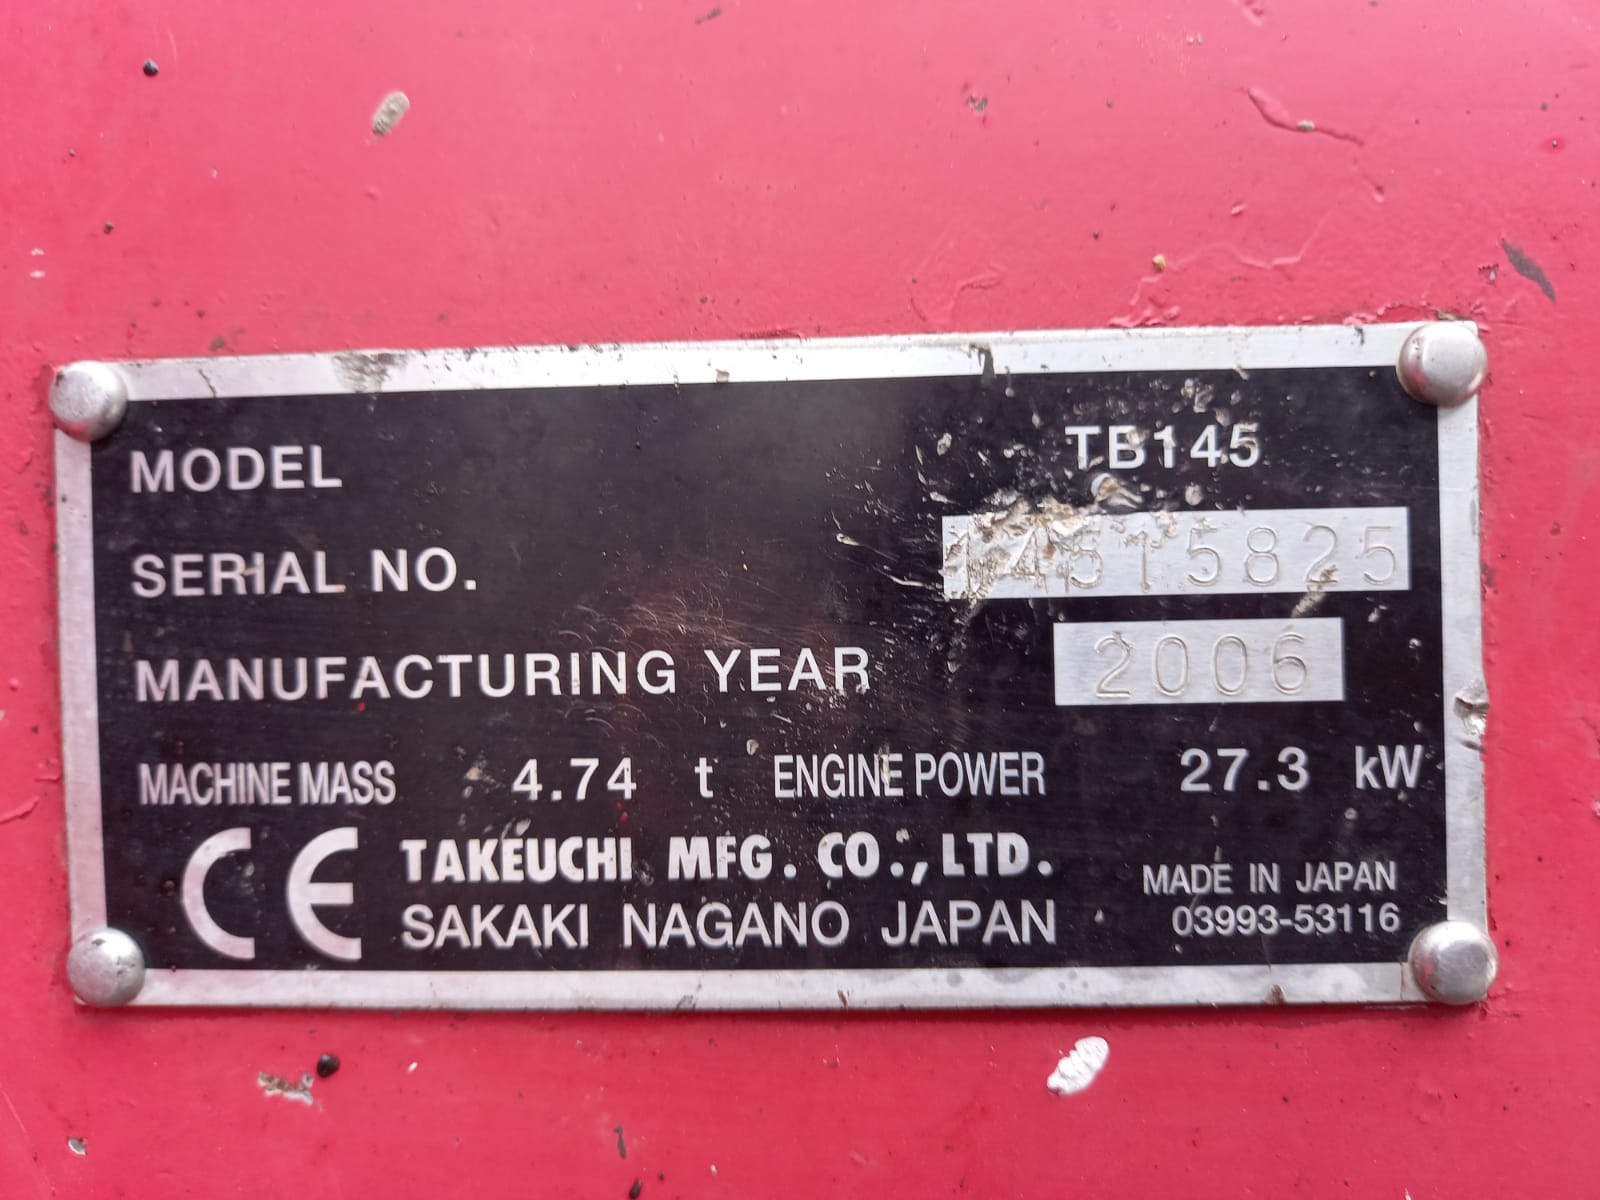 MODEL TB145
SERIAL NO. 14515825
MANUFACTURING YEAR 2006
MACHINE MASS 4.74 t ENGINE POWER 27.3 kW
CE TAKEUCHI MFG. CO., LTD.
SAKAKI NAGANO JAPAN
MADE IN JAPAN
03993-53116